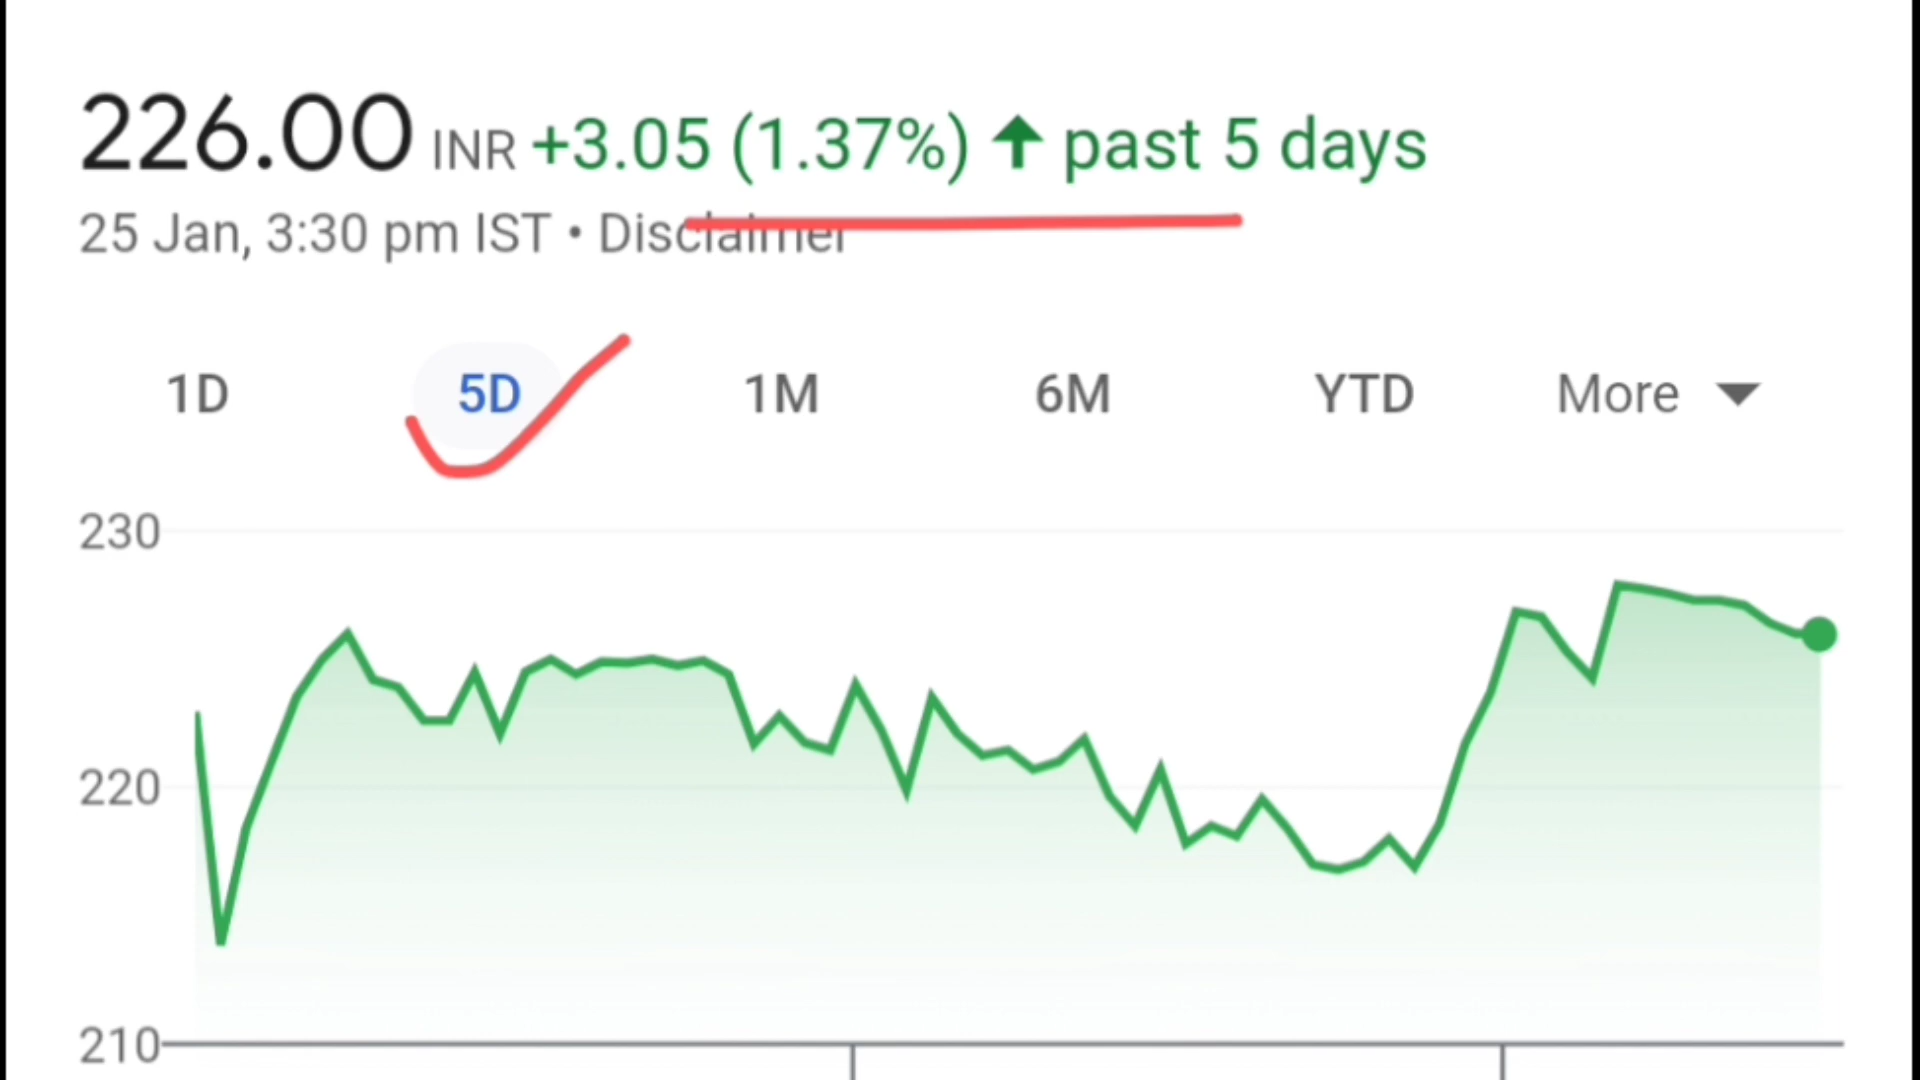 226.00 INR +3.05 (1.37%) ↑ past 5 days
25 Jan, 3:30 pm IST • Disclaimer
1D 5D 1M 6M YTD More
230
220
210